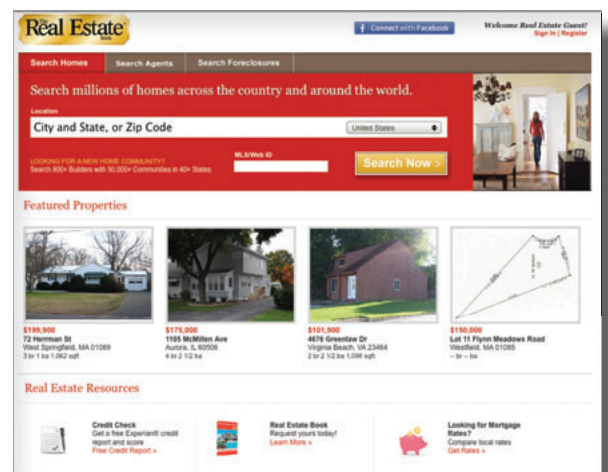 The
Real Estate
Book
Connect with Facebook
Welcome Real Estate Guest!
Sign In | Register
Search Homes
Search Agents
Search Foreclosures
Search millions of homes across the country and around the world.
Location
City and State, or Zip Code
United States
LOOKING FOR A NEW HOME COMMUNITY?
Search 900+ Builders with 50,000+ Communities in 40+ States.
MLS/Web ID
Search Now >
Featured Properties
$199,900
72 Herrman St
West Springfield, MA 01089
3 br 1 ba 1,062 sqft
$175,000
1105 McMillen Ave
Aurora, IL 60506
4 br 2 1/2 ba
$101,900
4676 Greenlaw Dr
Virginia Beach, VA 23464
2 br 2 1/2 ba 1,098 sqft
$150,000
Lot 11 Flynn Meadows Road
Westfield, MA 01085
-- br -- ba
Real Estate Resources
Credit Check
Get a free Experian® credit
report and score
Free Credit Report »
Real Estate Book
Request yours today!
Learn More »
Looking for Mortgage
Rates?
Compare local rates
Get Rates »